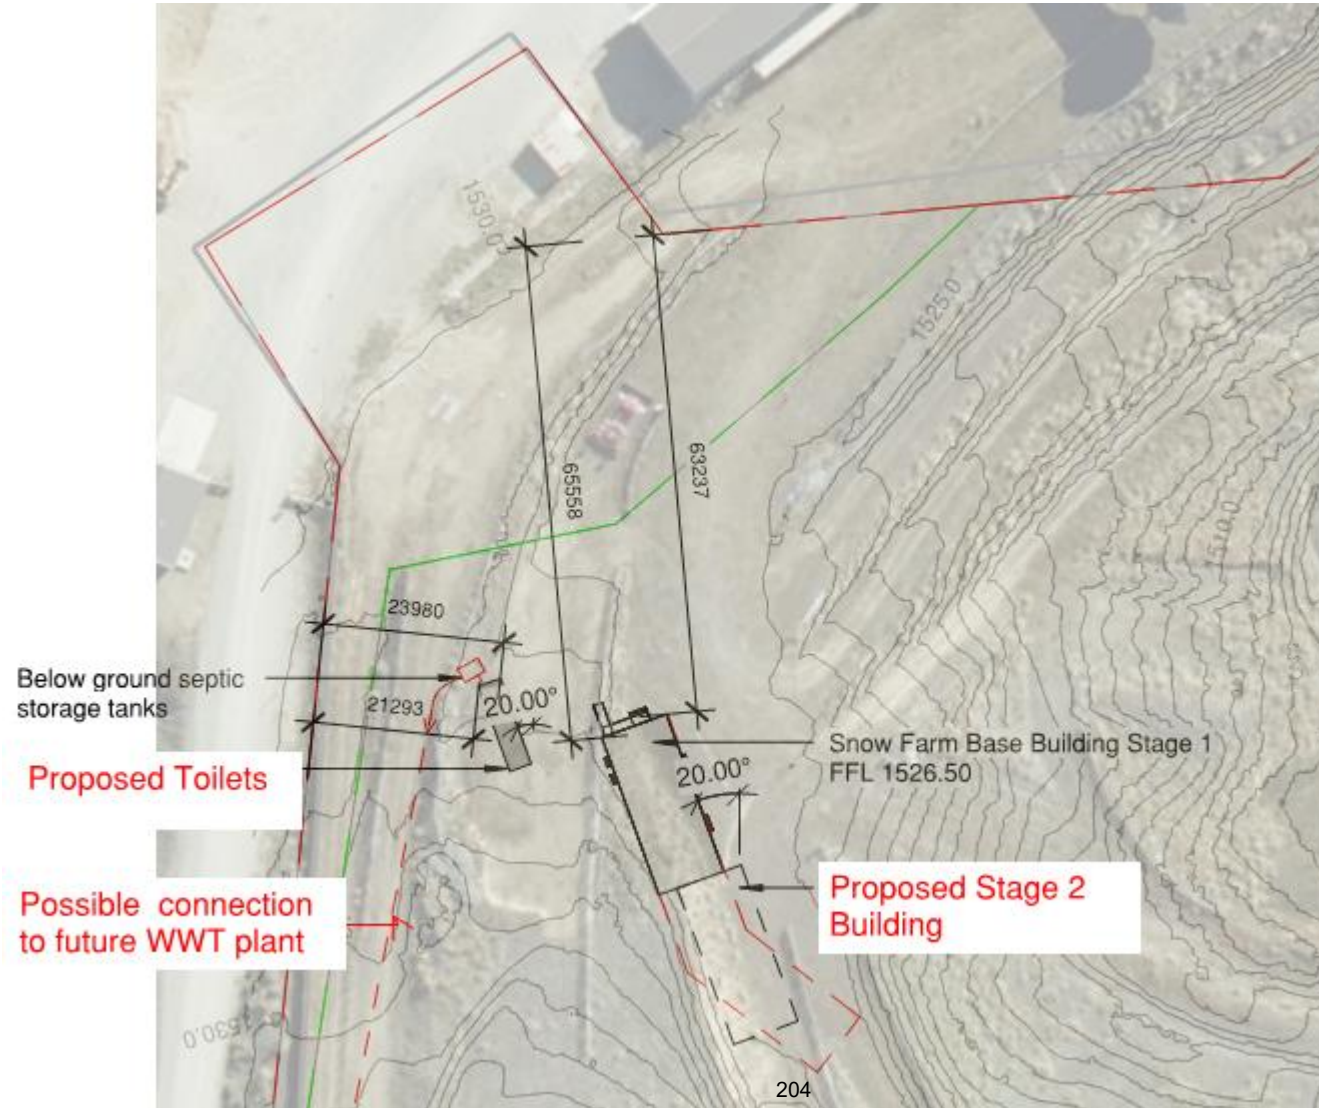 1530.0
1525.0
63237
65558
1510.0
23980
Below ground septic
storage tanks
21293
20.00°
Snow Farm Base Building Stage 1
FFL 1526.50
Proposed Toilets
20.00°
Proposed Stage 2
Building
Possible connection
to future WWT plant
1530.0
204